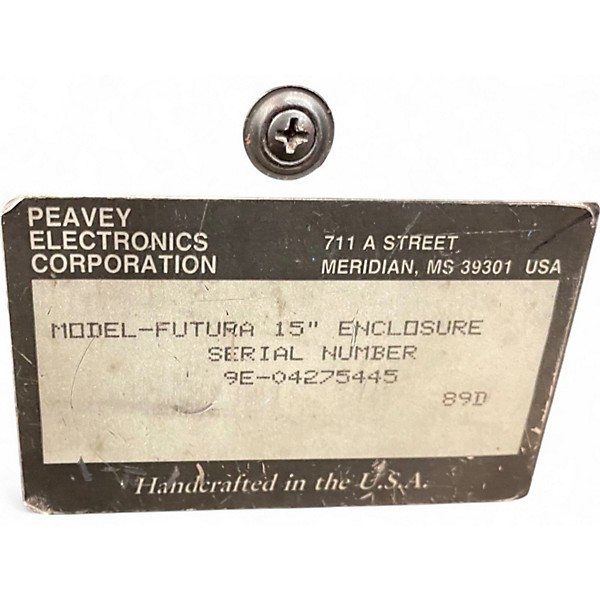 PEAVEY
ELECTRONICS
CORPORATION
711 A STREET
MERIDIAN, MS 39301 USA
MODEL-FUTURA 15" ENCLOSURE
SERIAL NUMBER
9E-04275445
89D
Handcrafted in the U.S.A.